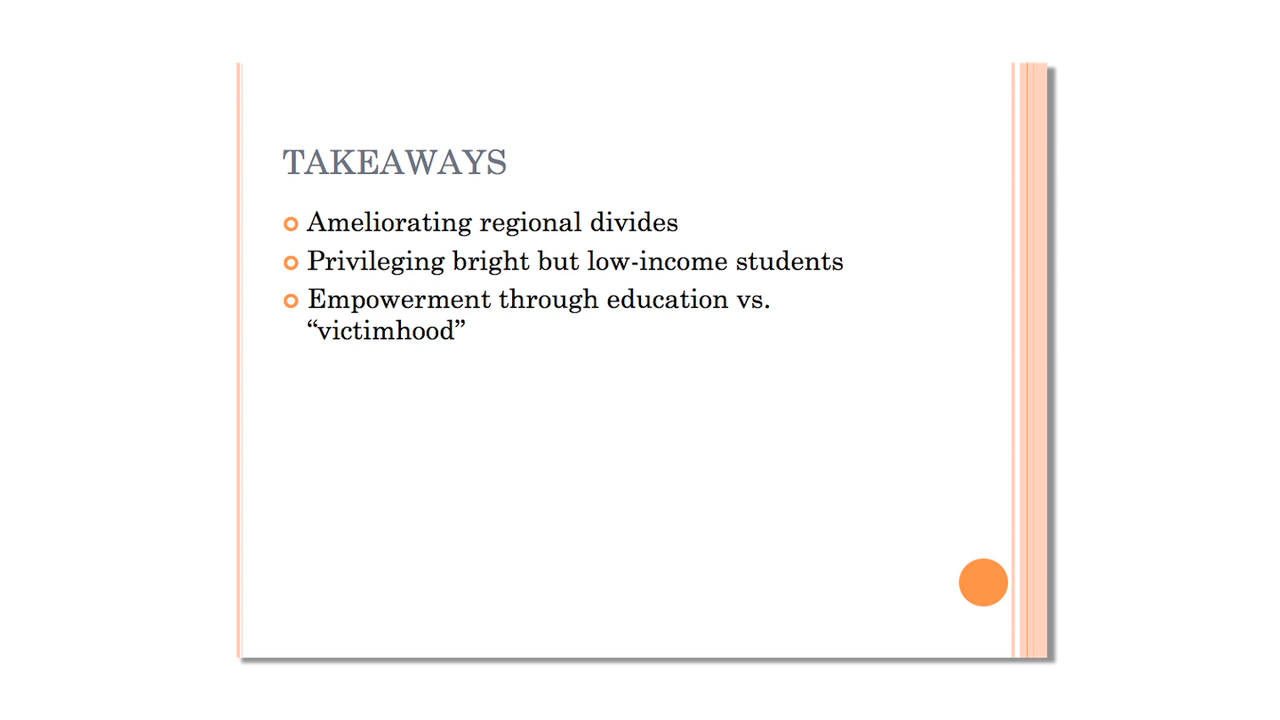 TAKEAWAYS
Ameliorating regional divides
Privileging bright but low-income students
Empowerment through education vs.
“victimhood”